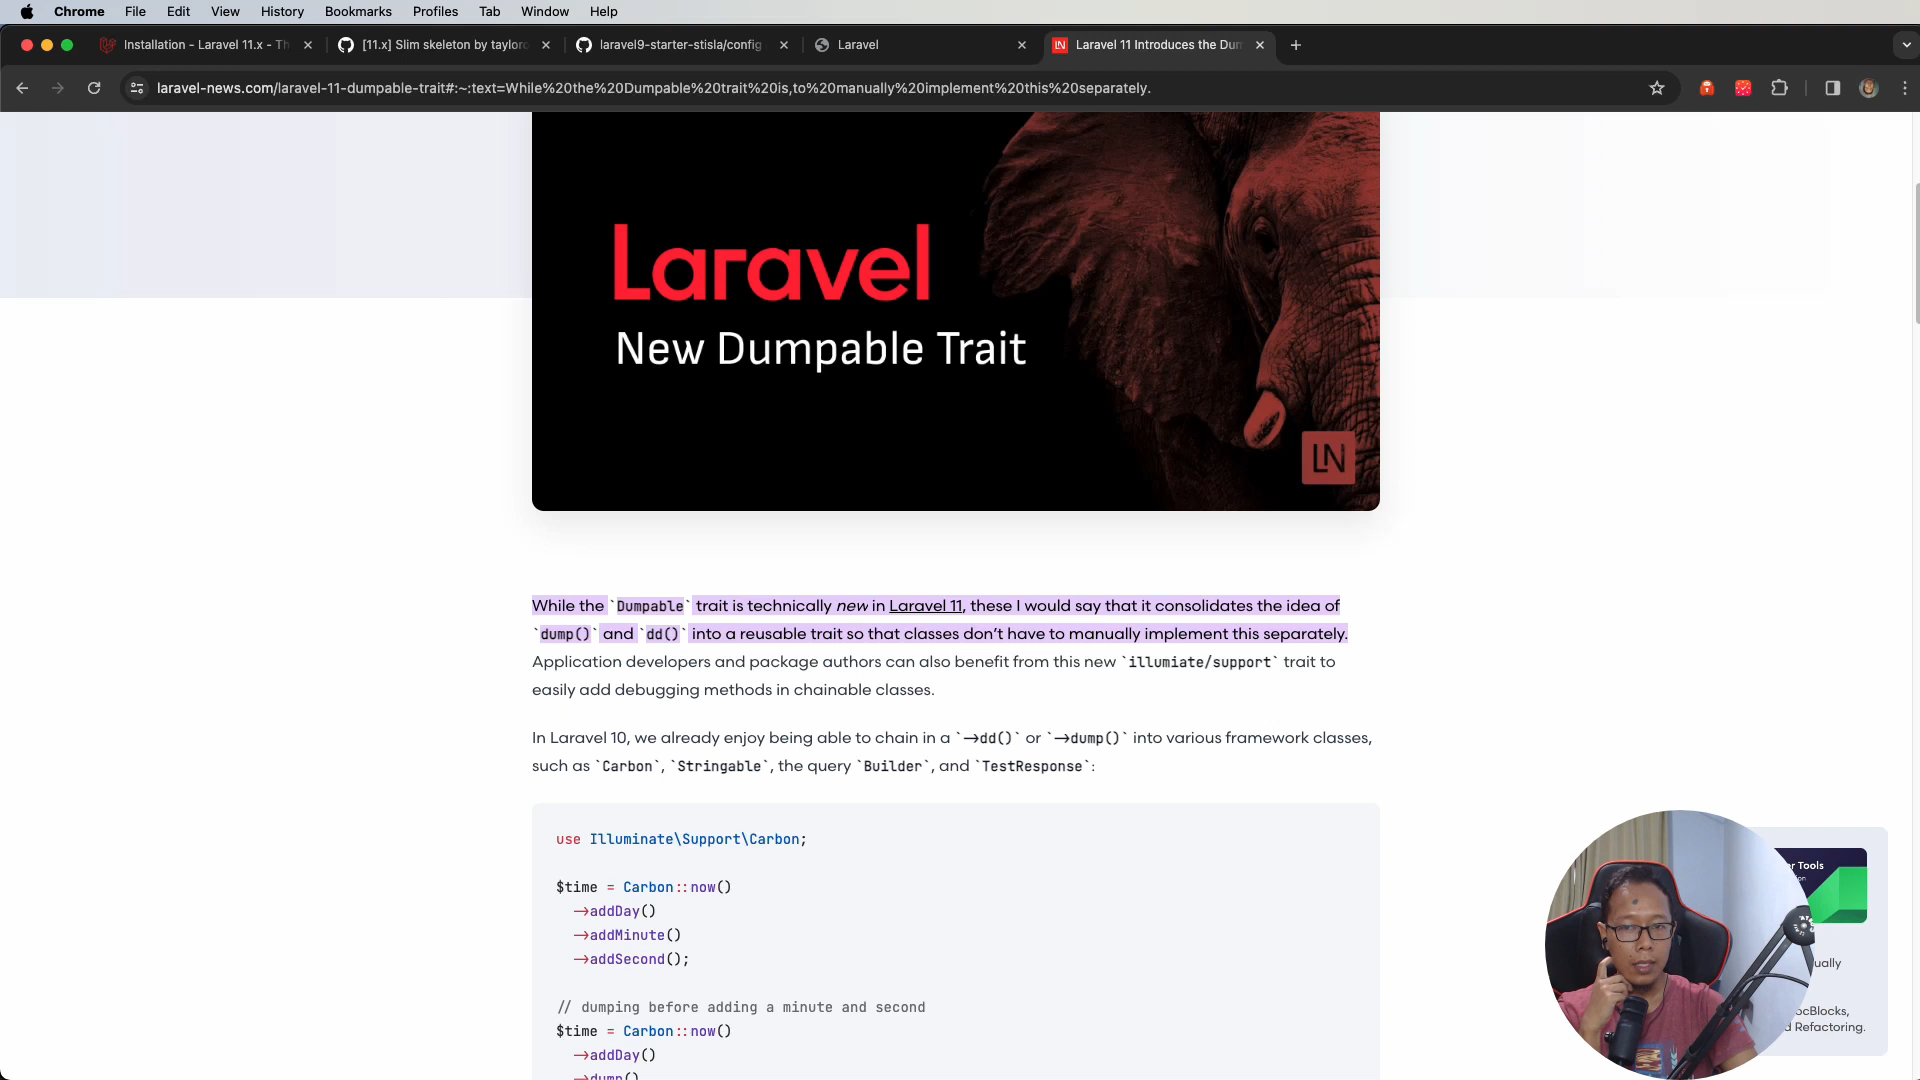 Chrome File Edit View History Bookmarks Profiles Tab Window Help
Installation - Laravel 11.x - Th
[11.x] Slim skeleton by taylor
laravel9-starter-stisla/config
Laravel
LN Laravel 11 Introduces the Dum
laravel-news.com/laravel-11-dumpable-trait#:~:text=While%20the%20Dumpable%20trait%20is,to%20manually%20implement%20this%20separately.
Laravel
New Dumpable Trait
LN
While the `Dumpable` trait is technically new in Laravel 11, these I would say that it consolidates the idea of
`dump()` and `dd()` into a reusable trait so that classes don’t have to manually implement this separately.
Application developers and package authors can also benefit from this new `illumiate/support` trait to
easily add debugging methods in chainable classes.
In Laravel 10, we already enjoy being able to chain in a `->dd()` or `->dump()` into various framework classes,
such as `Carbon`, `Stringable`, the query `Builder`, and `TestResponse`:
use Illuminate\Support\Carbon;
$time = Carbon::now()
->addDay()
->addMinute()
->addSecond();
// dumping before adding a minute and second
$time = Carbon::now()
->addDay()
->dump()
r Tools
ion
ually
ocBlocks,
d Refactoring.